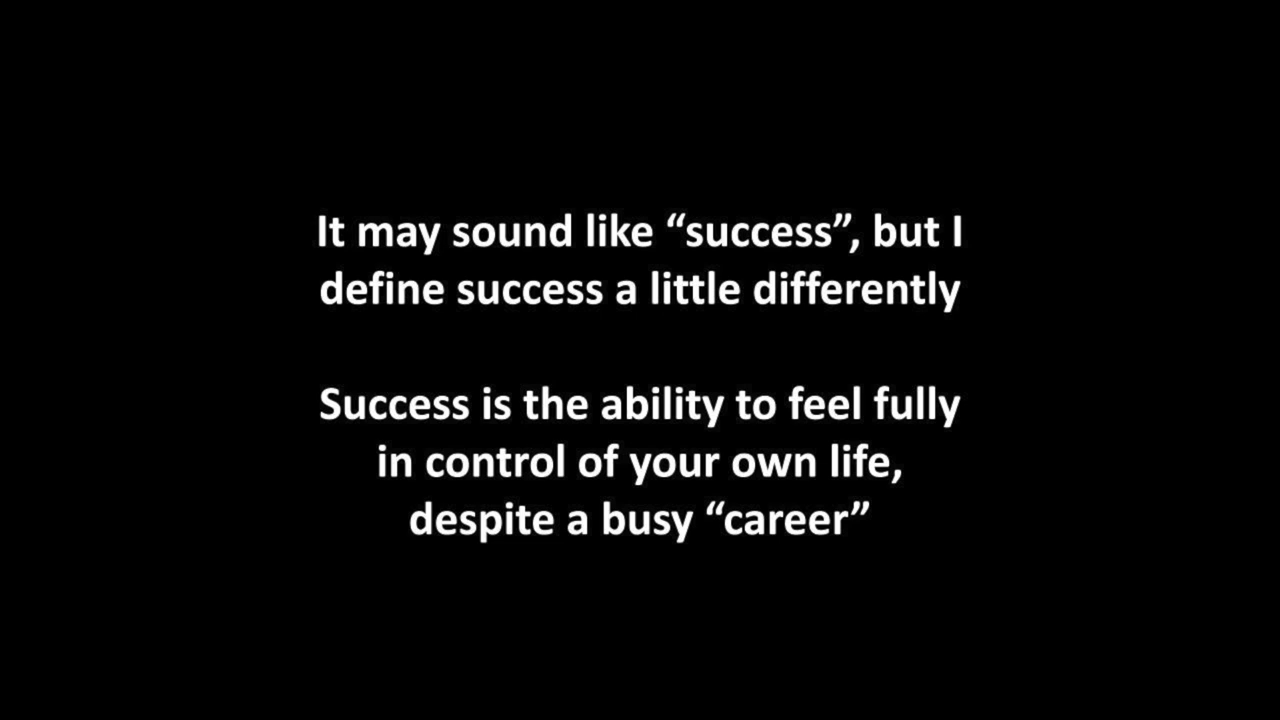 It may sound like “success”, but I
define success a little differently
Success is the ability to feel fully
in control of your own life,
despite a busy “career”